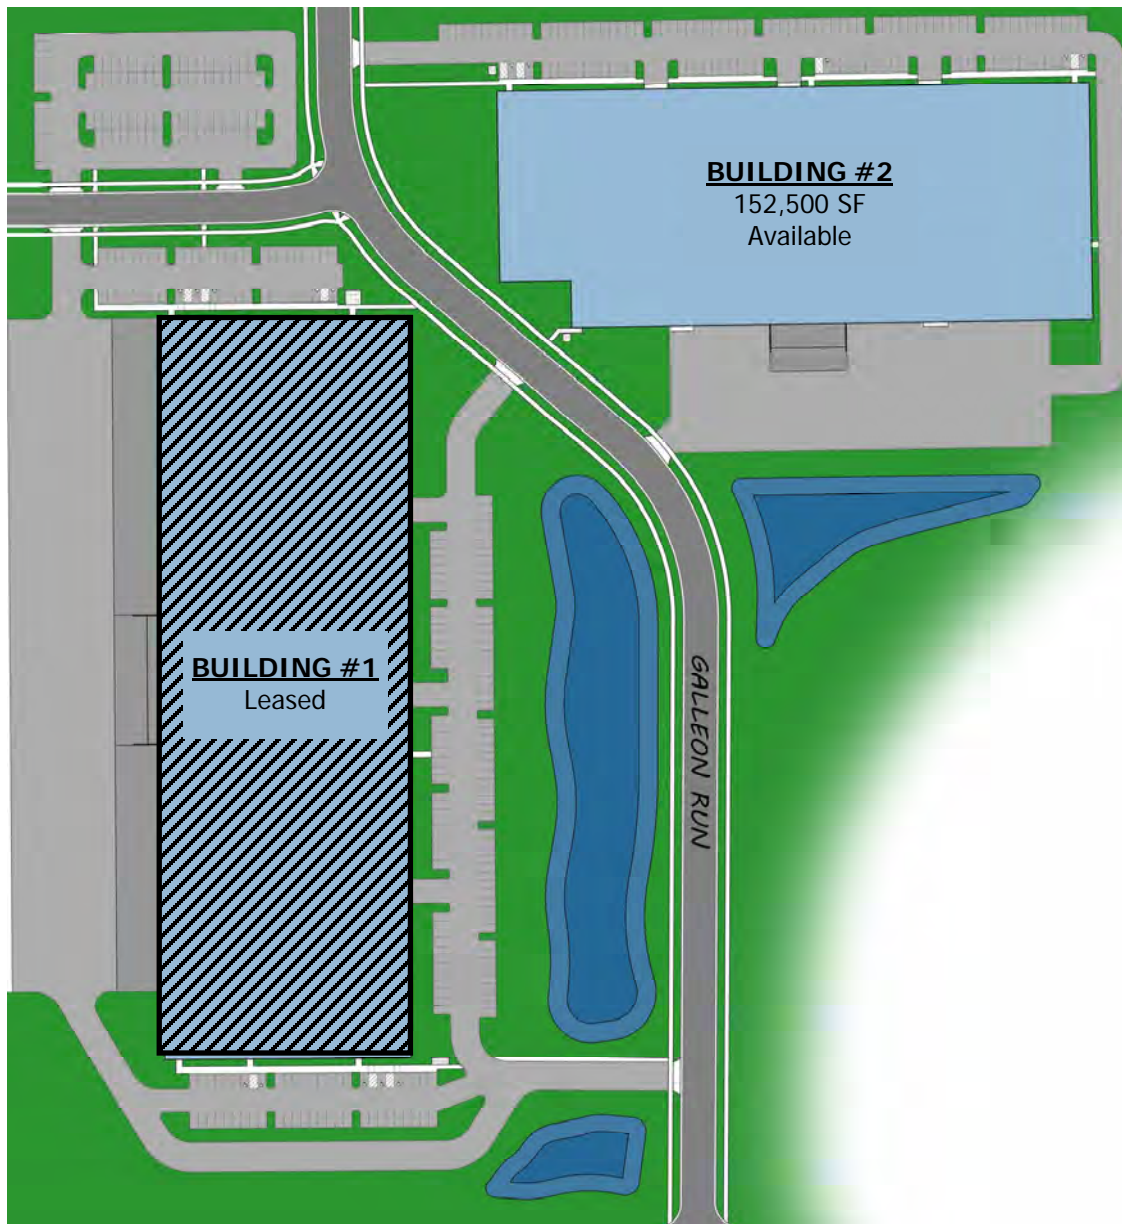 BUILDING #2
152,500 SF
Available
BUILDING #1
Leased
GALLEON RUN